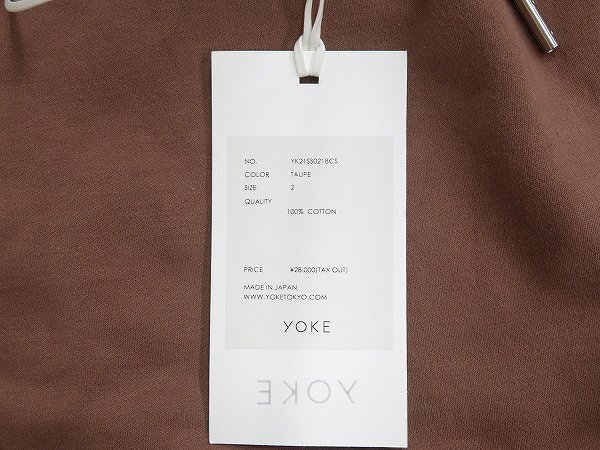 NO. YK21SS0218CS
COLOR TAUPE
SIZE 2
QUALITY
100% COTTON
PRICE ¥28.000(TAX OUT)
MADE IN JAPAN
WWW.YOKETOKYO.COM
YOKE
YOKE